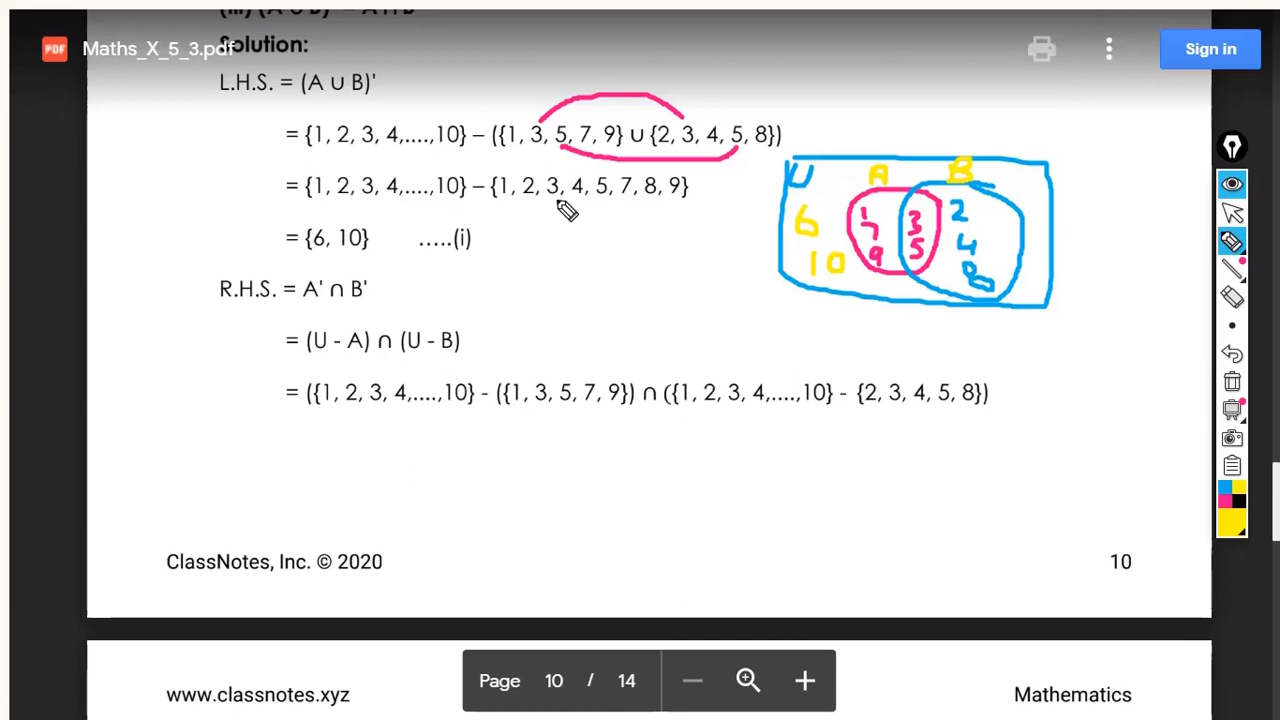 (iii) (A ∪ B)' = A' ∩ B'
Maths_X_5_3.pdf
Sign in
Solution:
L.H.S. = (A ∪ B)'
= {1, 2, 3, 4,....,10} – ({1, 3, 5, 7, 9} ∪ {2, 3, 4, 5, 8})
= {1, 2, 3, 4,....,10} – {1, 2, 3, 4, 5, 7, 8, 9}
= {6, 10} .....(i)
U A B
6 1 3 2
7 5 4
10 9 8
R.H.S. = A' ∩ B'
= (U - A) ∩ (U - B)
= ({1, 2, 3, 4,....,10} - ({1, 3, 5, 7, 9}) ∩ ({1, 2, 3, 4,....,10} - {2, 3, 4, 5, 8})
ClassNotes, Inc. © 2020 10
Page 10 / 14
www.classnotes.xyz Mathematics